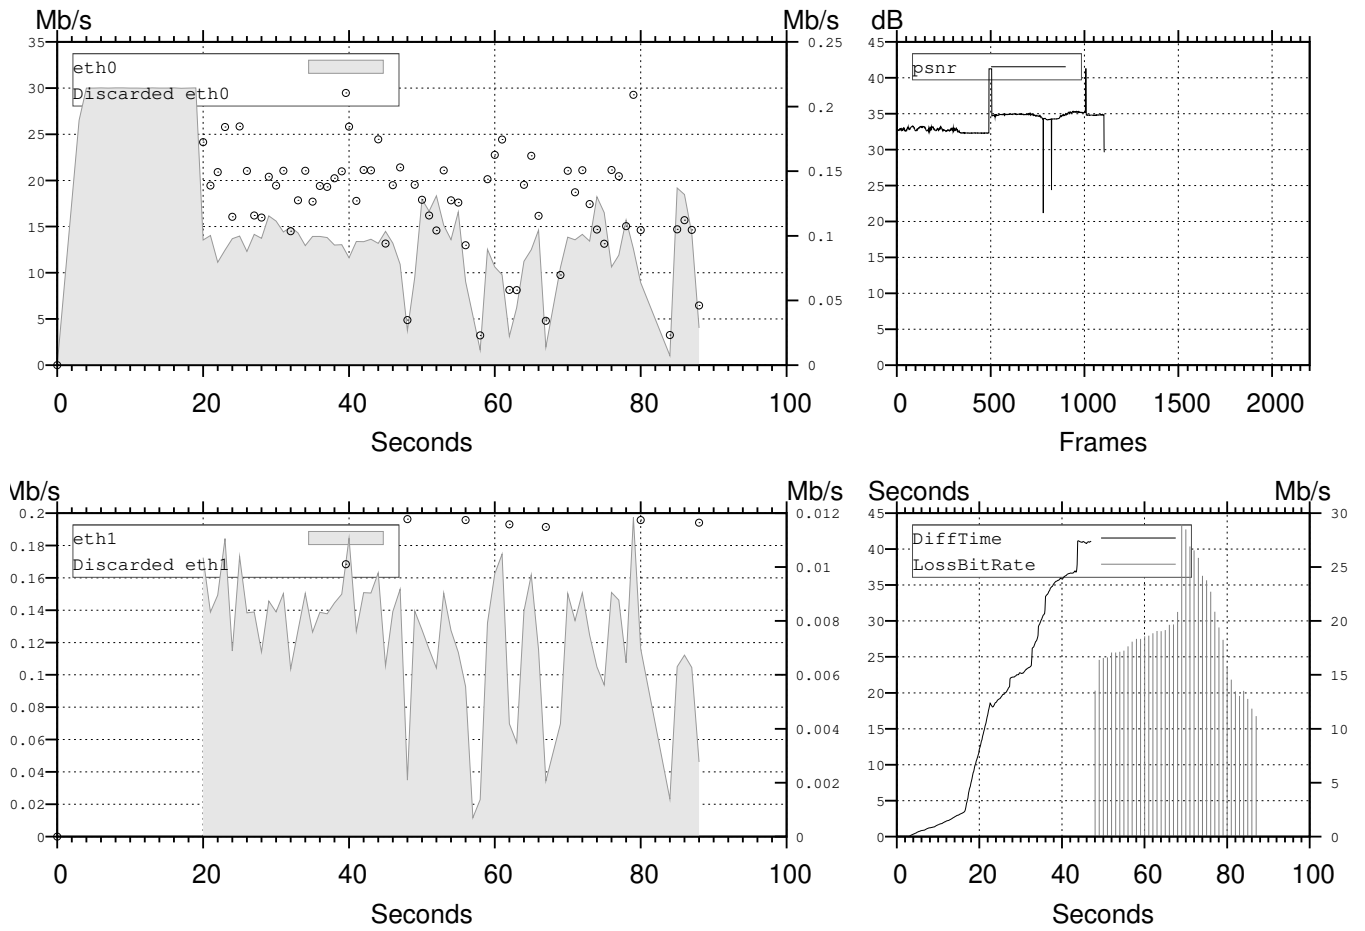 Mb/s Mb/s
35 0.25
eth0
30
Discarded eth0
0.2
25
20 0.15
15
0.1
10
0.05
5
0 0
0 20 40 60 80 100
Seconds
dB
45
psnr
40
35
30
25
20
15
10
5
0
0 500 1000 1500 2000
Frames
Mb/s Mb/s
0.2 0.012
eth1
0.18
Discarded eth1
0.01
0.16
0.14
0.008
0.12
0.1 0.006
0.08
0.004
0.06
0.04
0.002
0.02
0 0
0 20 40 60 80 100
Seconds
Seconds Mb/s
45 30
DiffTime
40
LossBitRate
25
35
30 20
25
15
20
15 10
10
5
5
0 0
0 20 40 60 80 100
Seconds